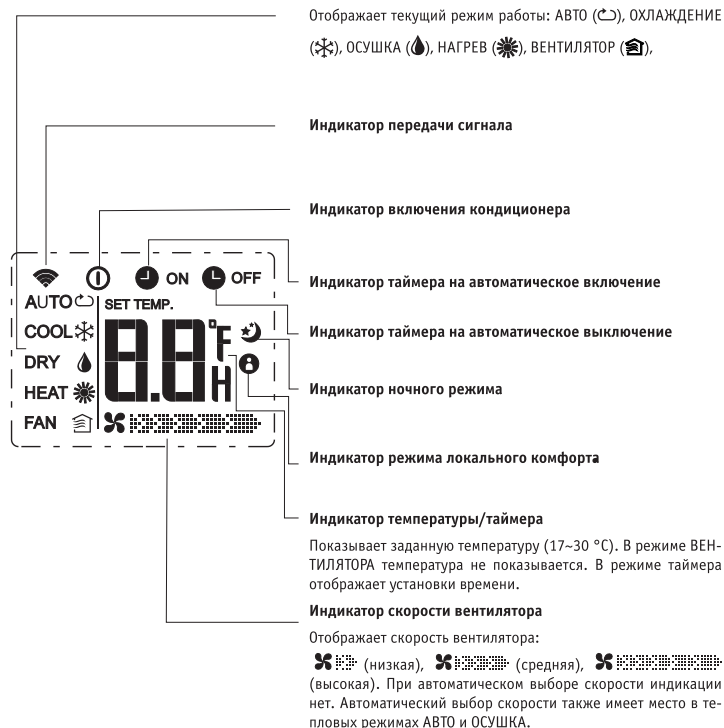 Отображает текущий режим работы: АВТО (), ОХЛАЖДЕНИЕ
(), ОСУШКА (), НАГРЕВ (), ВЕНТИЛЯТОР (),
Индикатор передачи сигнала
Индикатор включения кондиционера
Индикатор таймера на автоматическое включение
Индикатор таймера на автоматическое выключение
Индикатор ночного режима
Индикатор режима локального комфорта
Индикатор температуры/таймера
Показывает заданную температуру (17~30 °C). В режиме ВЕН-
ТИЛЯТОРА температура не показывается. В режиме таймера
отображает установки времени.
Индикатор скорости вентилятора
Отображает скорость вентилятора:
(низкая), (средняя),
(высокая). При автоматическом выборе скорости индикации
нет. Автоматический выбор скорости также имеет место в те-
пловых режимах АВТО и ОСУШКА.
ON OFF
AUTO SET TEMP.
COOL
DRY
HEAT
FAN
8.8 °F
H